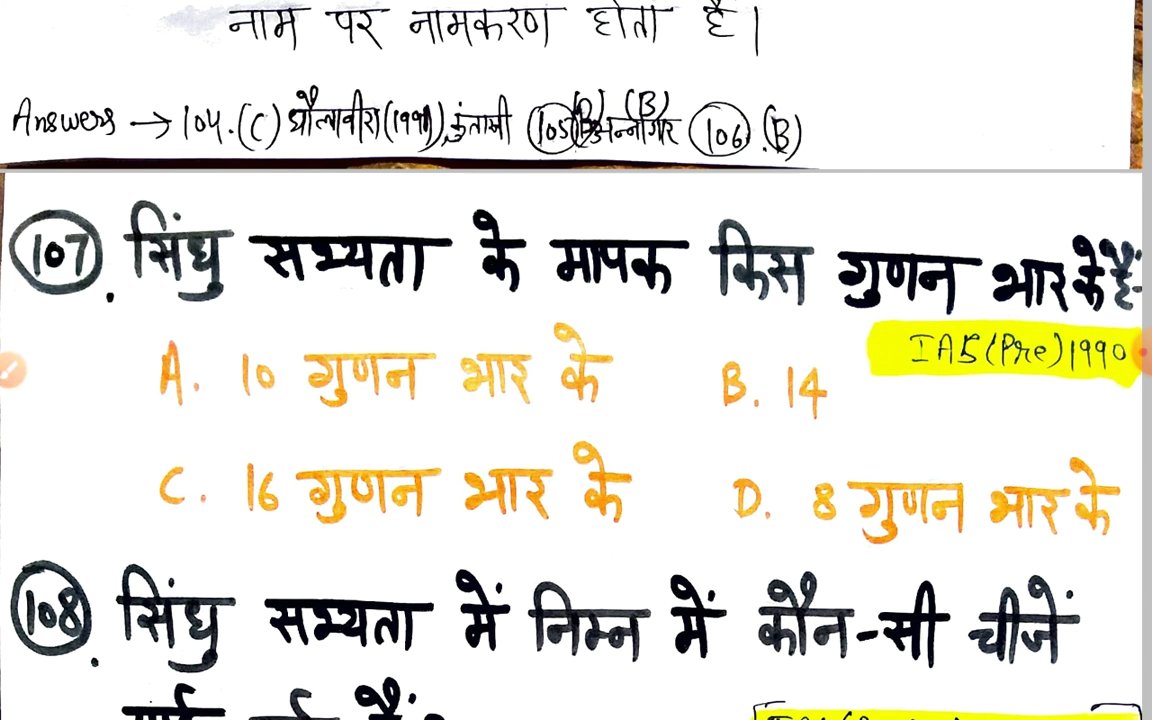 नाम पर नामकरण होता है।
Answers → 104. (C) धौलावीरा (1991), कुंतासी (105) (B) (106) . (B)
(107). सिंधु सभ्यता के मापक किस गुणन भार के हैं-
IAS (Pre) 1990
A. 10 गुणन भार के B. 14
C. 16 गुणन भार के D. 8 गुणन भार के
(108). सिंधु सभ्यता में निम्न में कौन-सी चीजें